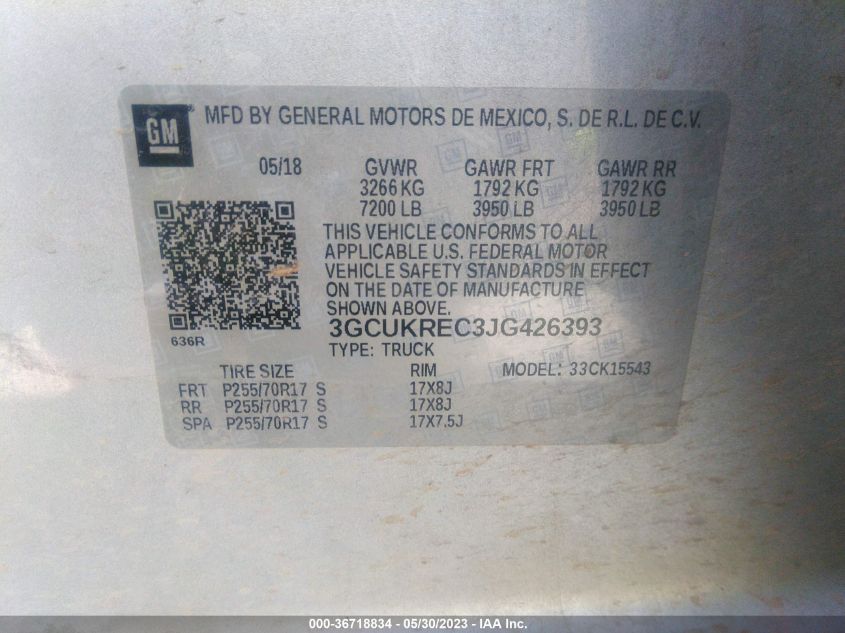 GM
MFD BY GENERAL MOTORS DE MEXICO, S. DE R.L. DE C.V.
05/18 GVWR GAWR FRT GAWR RR
3266 KG 1792 KG 1792 KG
7200 LB 3950 LB 3950 LB
THIS VEHICLE CONFORMS TO ALL
APPLICABLE U.S. FEDERAL MOTOR
VEHICLE SAFETY STANDARDS IN EFFECT
ON THE DATE OF MANUFACTURE
SHOWN ABOVE.
3GCUKREC3JG426393
636R
TYPE: TRUCK
TIRE SIZE RIM MODEL: 33CK15543
FRT P255/70R17 S 17X8J
RR P255/70R17 S 17X8J
SPA P255/70R17 S 17X7.5J
000-36718834 - 05/30/2023 - IAA Inc.